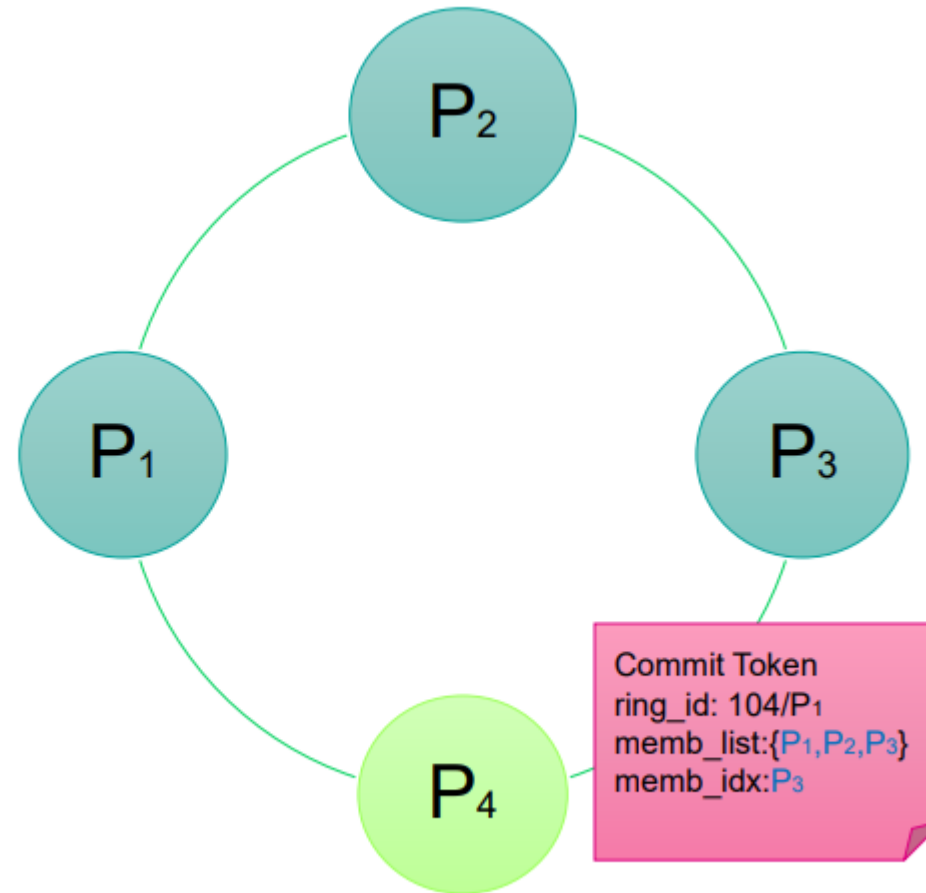 P₂
P₁
P₃
P₄
Commit Token
ring_id: 104/P₁
memb_list:{P₁,P₂,P₃}
memb_idx:P₃